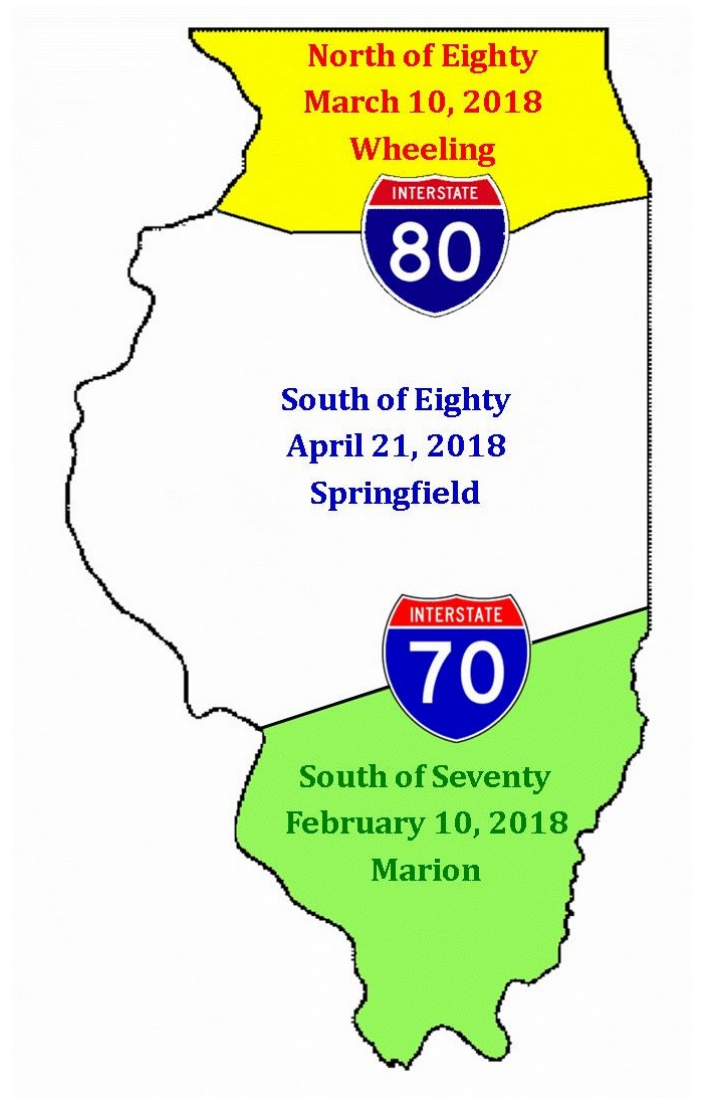 North of Eighty
March 10, 2018
Wheeling
INTERSTATE
80
South of Eighty
April 21, 2018
Springfield
INTERSTATE
70
South of Seventy
February 10, 2018
Marion